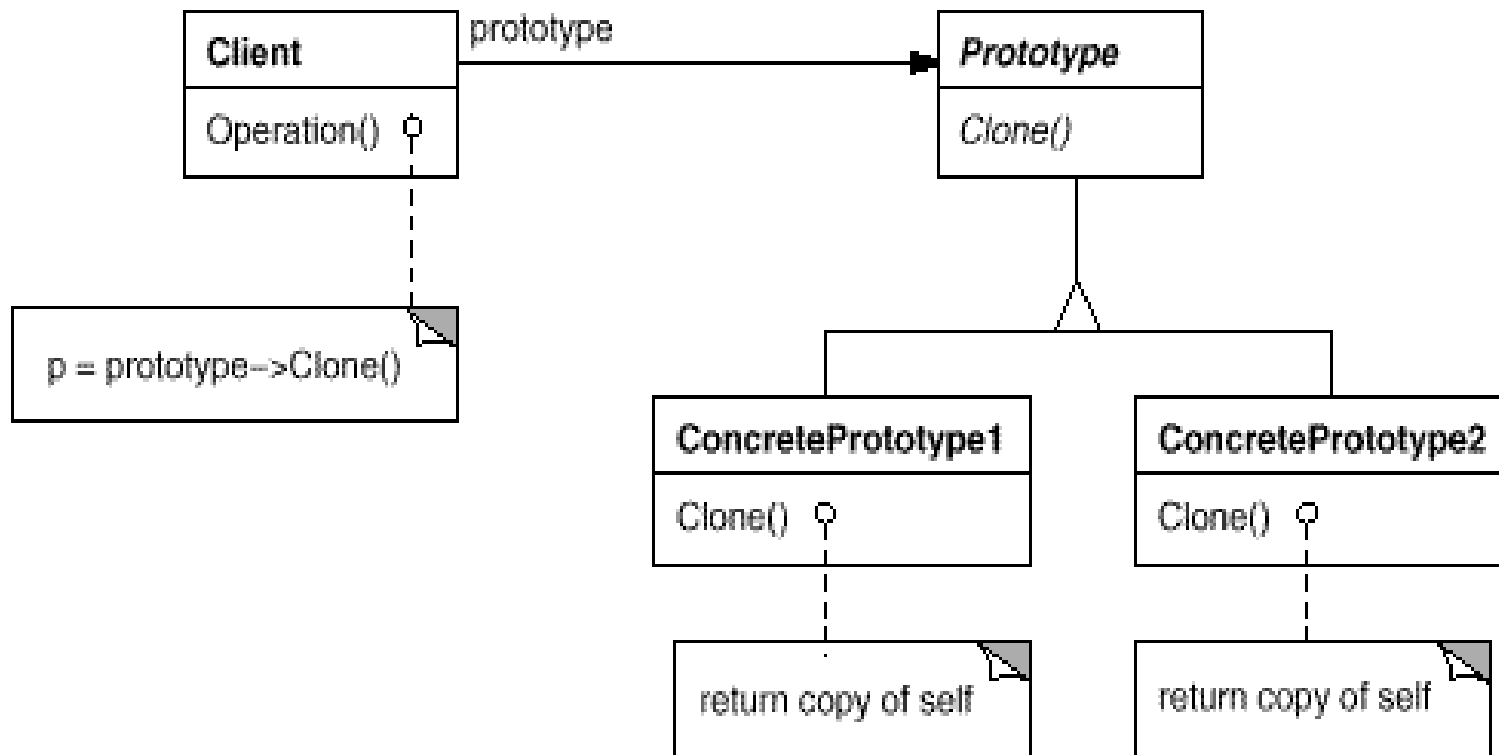 Client
Operation()
prototype
Prototype
Clone()
p = prototype->Clone()
ConcretePrototype1
Clone()
return copy of self
ConcretePrototype2
Clone()
return copy of self